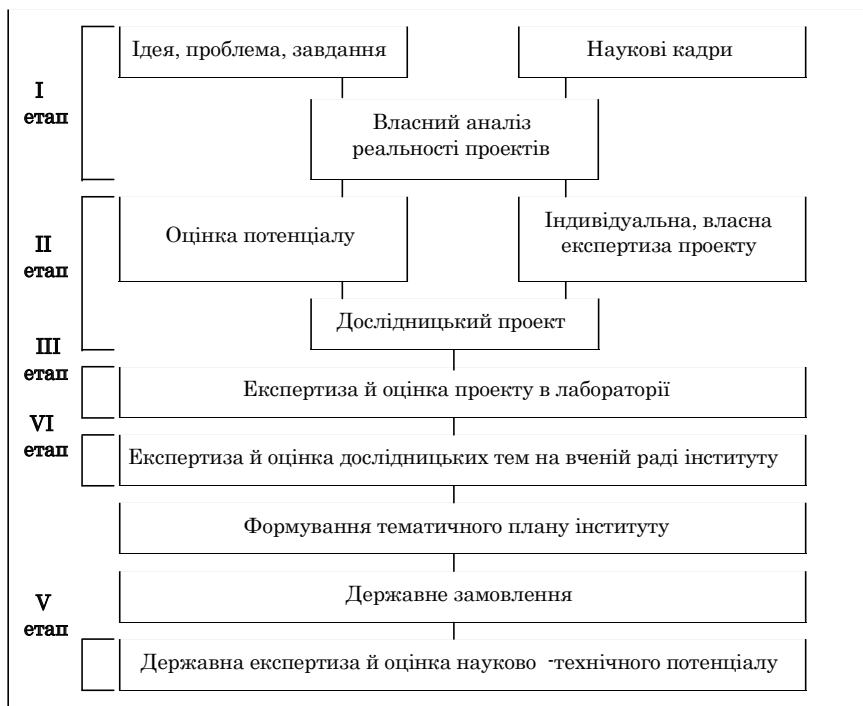 Ідея, проблема, завдання
Наукові кадри
I
етап
Власний аналіз
реальності проектів
II
етап
Оцінка потенціалу
Індивідуальна, власна
експертиза проекту
Дослідницький проект
III
етап
Експертиза й оцінка проекту в лабораторії
VI
етап
Експертиза й оцінка дослідницьких тем на вченій раді інституту
Формування тематичного плану інституту
Державне замовлення
V
етап
Державна експертиза й оцінка науково -технічного потенціалу